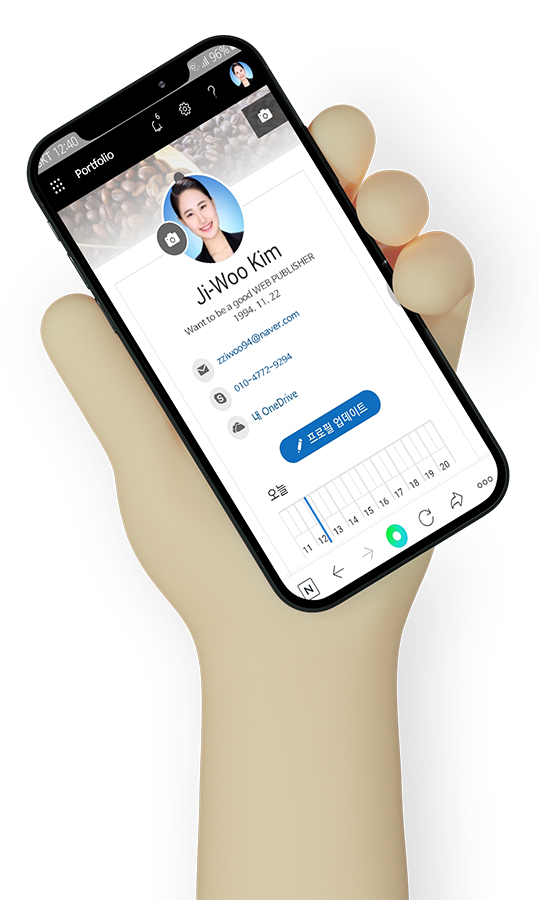 SKT 12:40 96%
Portfolio 6 ?
Ji-Woo Kim
Want to be a good WEB PUBLISHER
1994. 11. 22
zziwoo94@naver.com
010-4772-9294
내 OneDrive
프로필 업데이트
오늘
11 12 13 14 15 16 17 18 19 20
N